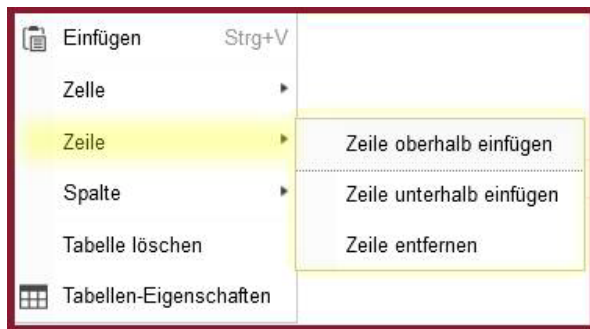 Einfügen Strg+V
Zelle
Zeile
Spalte
Tabelle löschen
Tabellen-Eigenschaften
Zeile oberhalb einfügen
Zeile unterhalb einfügen
Zeile entfernen